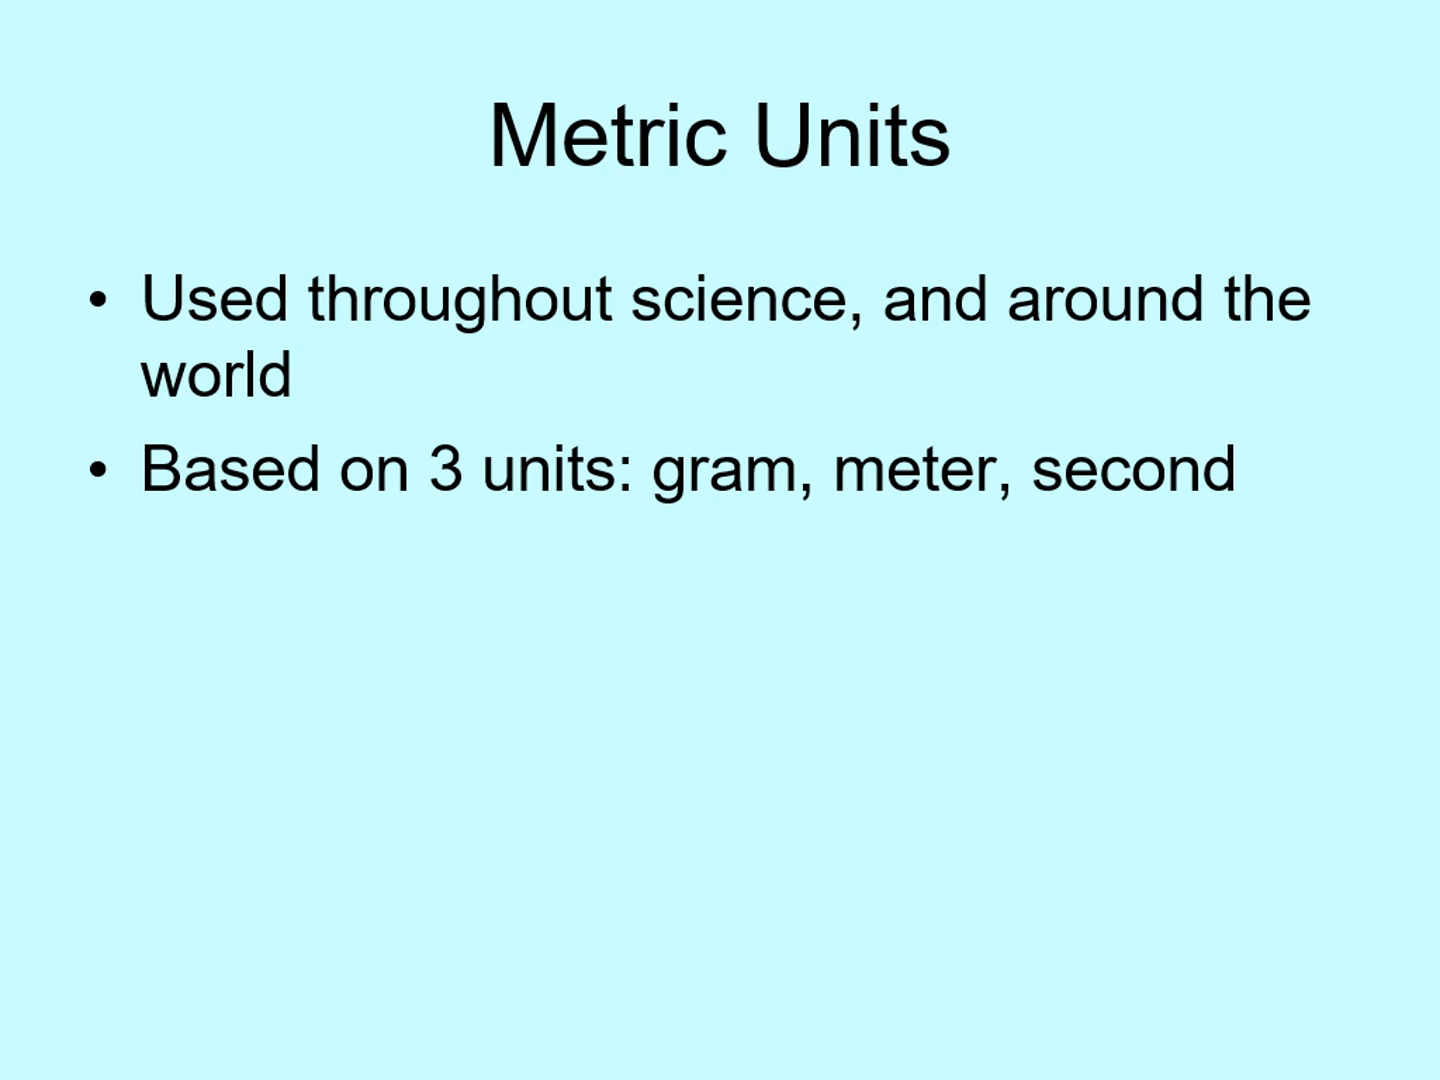 Metric Units
• Used throughout science, and around the
world
• Based on 3 units: gram, meter, second